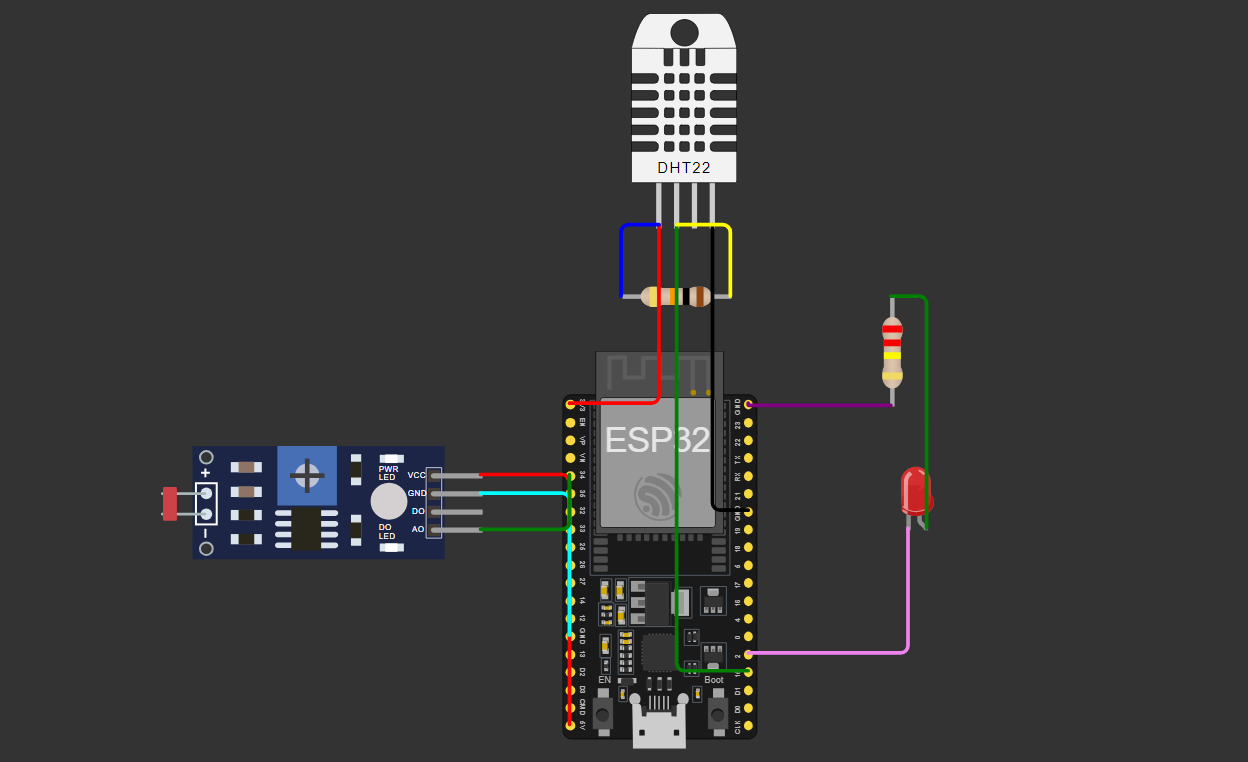 DHT22
ESP32
3V3
EN
VP
VN
34
35
32
33
25
26
27
14
12
GND
13
D2
D3
CMD
5V
GND
23
22
TX
RX
21
GND
19
18
5
17
16
4
0
2
15
D1
D0
CLK
EN
Boot
PWR
LED
DO
LED
VCC
GND
DO
AO
+